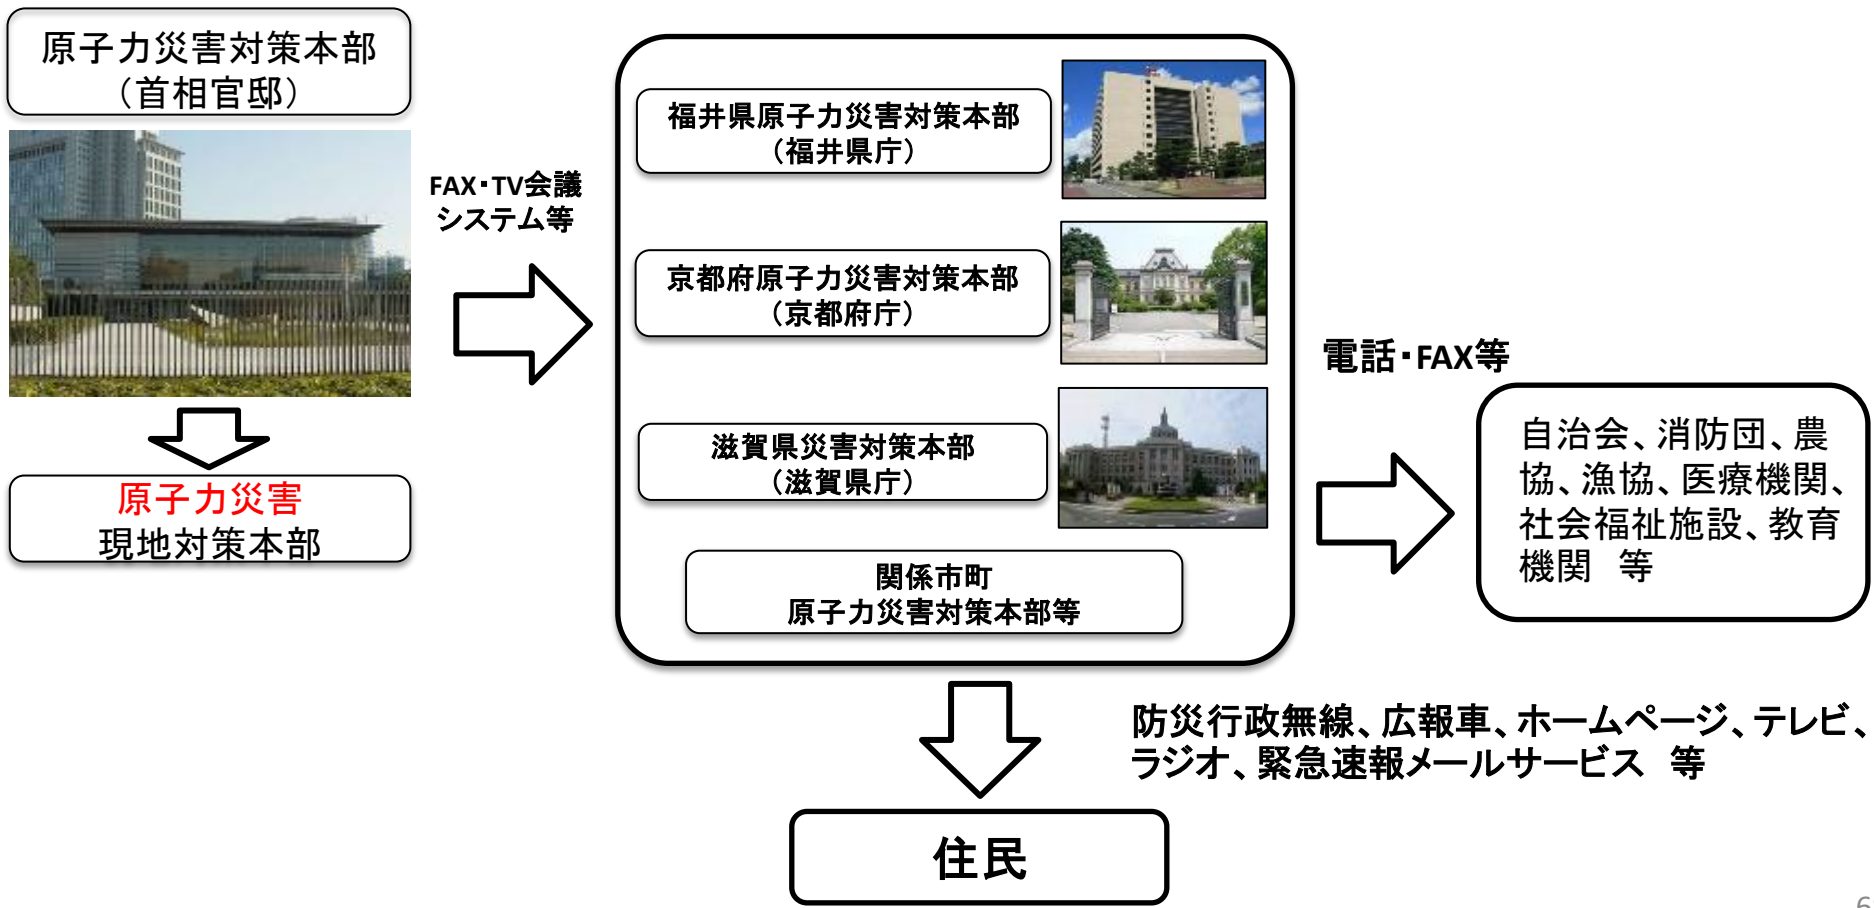 原子力災害対策本部
（首相官邸）
FAX・TV会議
システム等
原子力災害
現地対策本部
福井県原子力災害対策本部
（福井県庁）
京都府原子力災害対策本部
（京都府庁）
滋賀県災害対策本部
（滋賀県庁）
関係市町
原子力災害対策本部等
電話・FAX等
自治会、消防団、農
協、漁協、医療機関、
社会福祉施設、教育
機関　等
防災行政無線、広報車、ホームページ、テレビ、
ラジオ、緊急速報メールサービス　等
住民
6